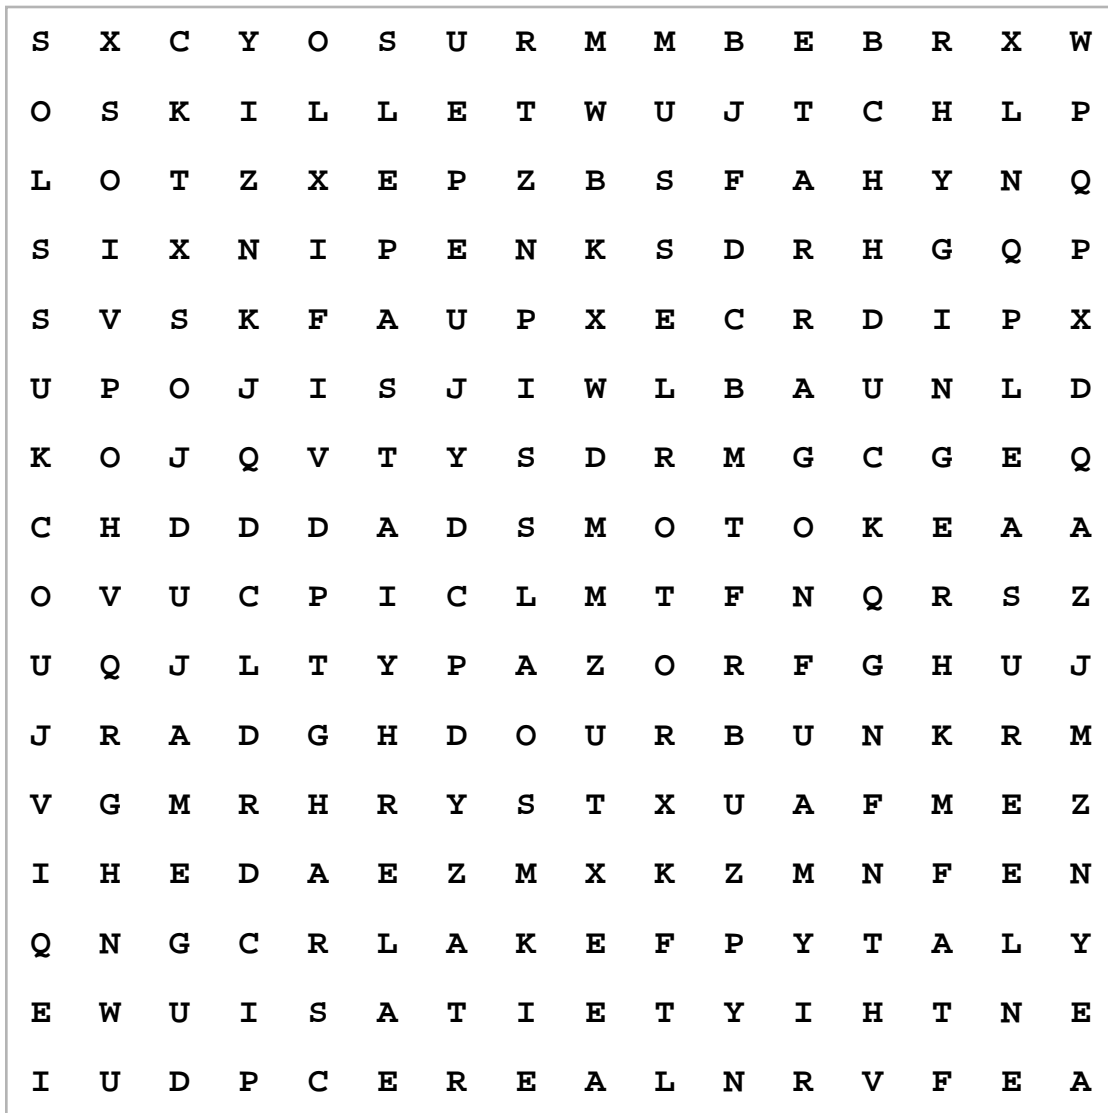 S X C Y O S U R M M B E B R X W
O S K I L L E T W U J T C H L P
L O T Z X E P Z B S F A H Y N Q
S I X N I P E N K S D R H G Q P
S V S K F A U P X E C R D I P X
U P O J I S J I W L B A U N L D
K O J Q V T Y S D R M G C G E Q
C H D D D A D S M O T O K E A A
O V U C P I C L M T F N Q R S Z
U Q J L T Y P A Z O R F G H U J
J R A D G H D O U R B U N K R M
V G M R H R Y S T X U A F M E Z
I H E D A E Z M X K Z M N F E N
Q N G C R L A K E F P Y T A L Y
E W U I S A T I E T Y I H T N E
I U D P C E R E A L N R V F E A